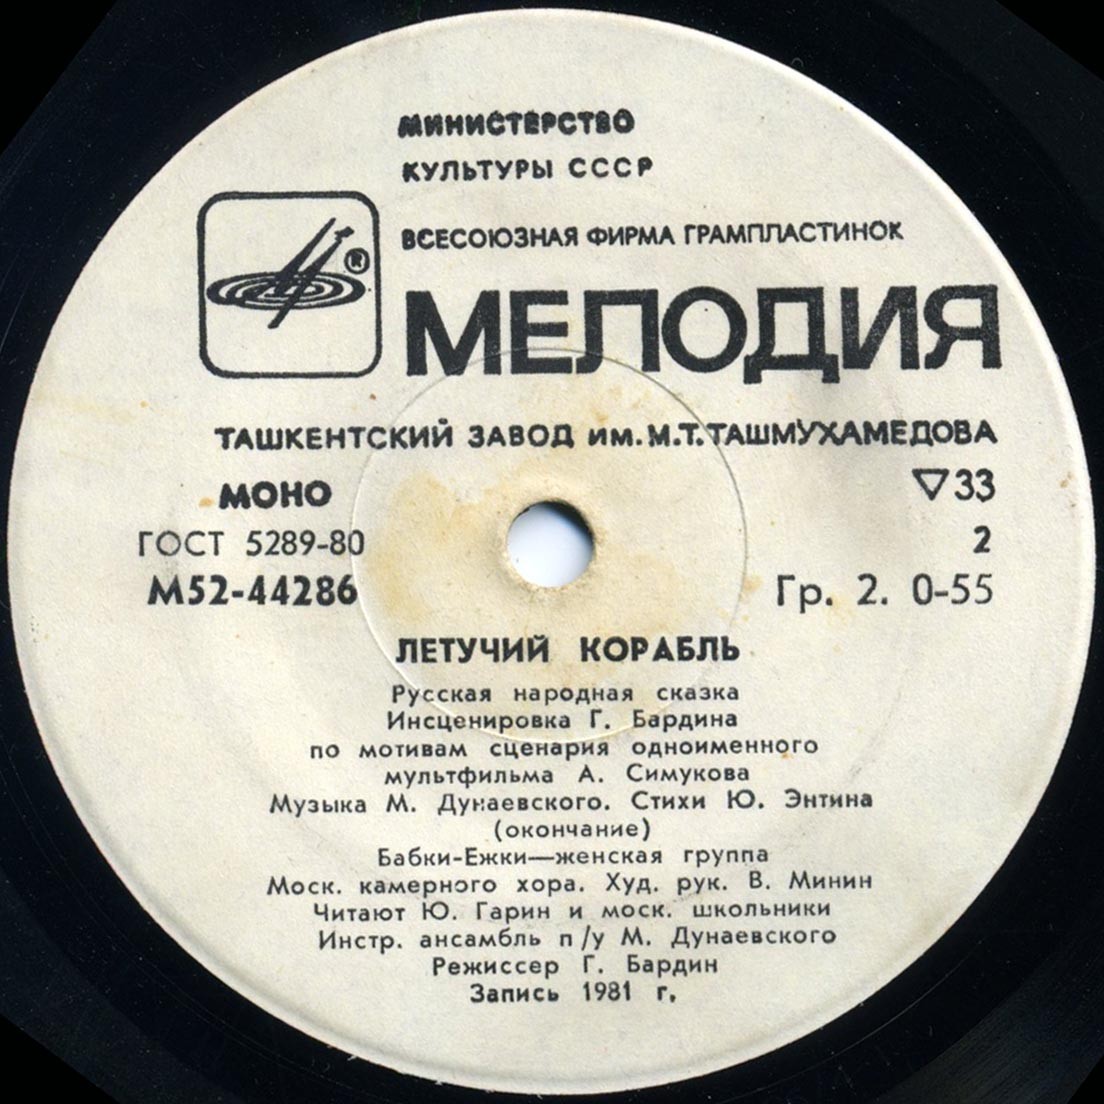 МИНИСТЕРСТВО
КУЛЬТУРЫ СССР
ВСЕСОЮЗНАЯ ФИРМА ГРАМПЛАСТИНОК
®
МЕЛОДИЯ
ТАШКЕНТСКИЙ ЗАВОД им. М.Т. ТАШМУХАМЕДОВА
МОНО ▽33
ГОСТ 5289-80 2
М52-44286 Гр. 2. 0-55
ЛЕТУЧИЙ КОРАБЛЬ
Русская народная сказка
Инсценировка Г. Бардина
по мотивам сценария одноименного
мультфильма А. Симукова
Музыка М. Дунаевского. Стихи Ю. Энтина
(окончание)
Бабки-Ежки—женская группа
Моск. камерного хора. Худ. рук. В. Минин
Читают Ю. Гарин и моск. школьники
Инстр. ансамбль п/у М. Дунаевского
Режиссер Г. Бардин
Запись 1981 г.